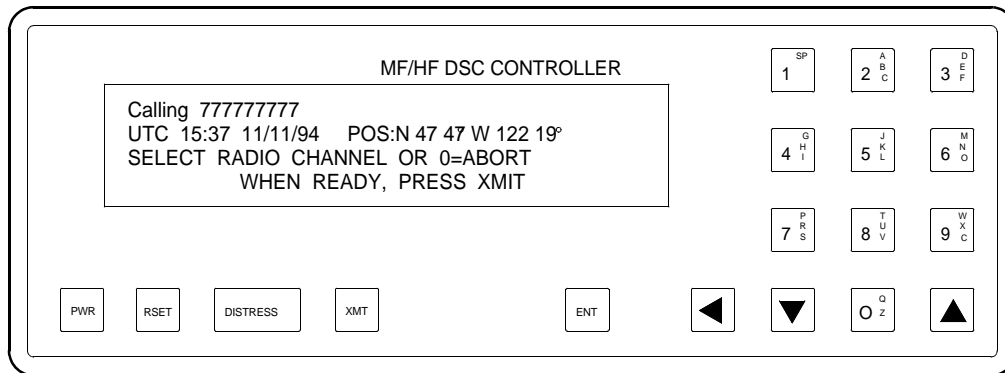 MF/HF DSC CONTROLLER
Calling 777777777
UTC 15:37 11/11/94 POS:N 47 47 W 122 19°
SELECT RADIO CHANNEL OR 0=ABORT
WHEN READY, PRESS XMIT
1 SP
2 A B C
3 D E F
4 G H I
5 J K L
6 M N O
7 P R S
8 T U V
9 W X C
PWR RSET DISTRESS XMT ENT O Q Z